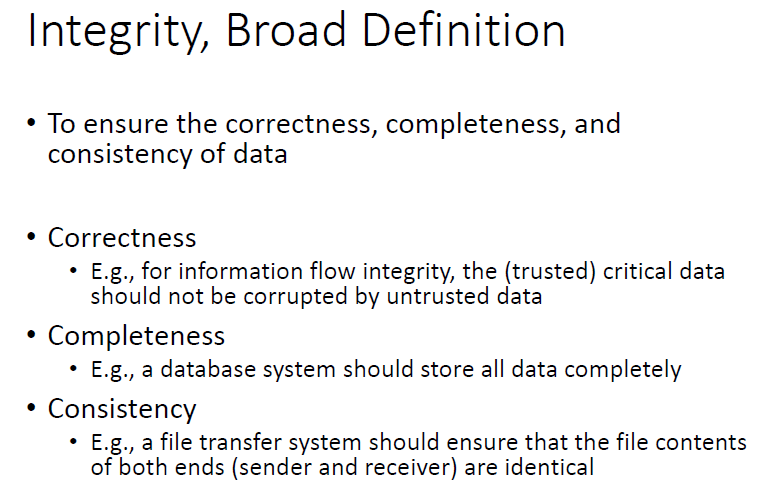 Integrity, Broad Definition
• To ensure the correctness, completeness, and
consistency of data
• Correctness
• E.g., for information flow integrity, the (trusted) critical data
should not be corrupted by untrusted data
• Completeness
• E.g., a database system should store all data completely
• Consistency
• E.g., a file transfer system should ensure that the file contents
of both ends (sender and receiver) are identical